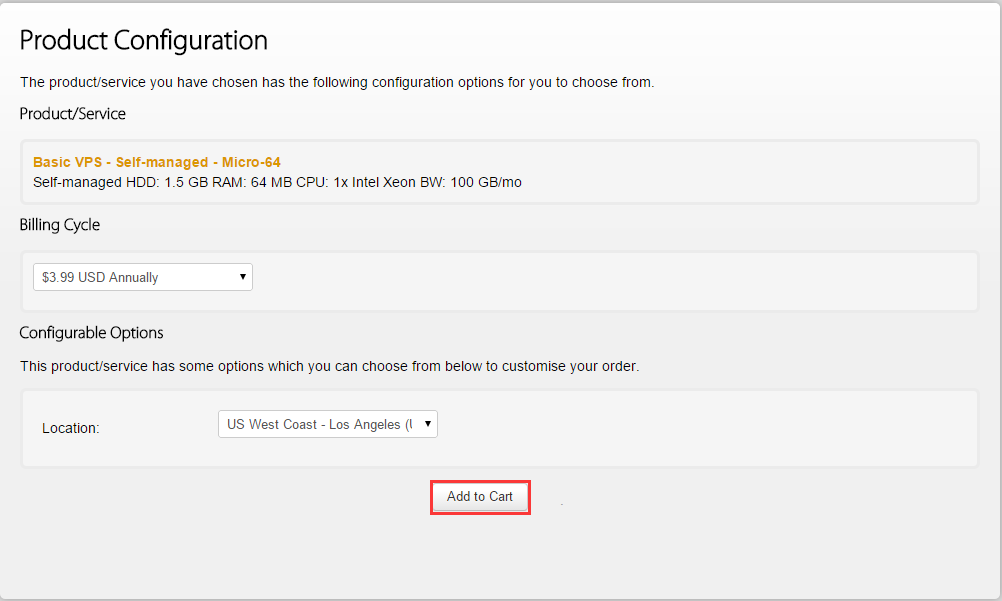 Product Configuration
The product/service you have chosen has the following configuration options for you to choose from.
Product/Service
Basic VPS - Self-managed - Micro-64
Self-managed HDD: 1.5 GB RAM: 64 MB CPU: 1x Intel Xeon BW: 100 GB/mo
Billing Cycle
$3.99 USD Annually
Configurable Options
This product/service has some options which you can choose from below to customise your order.
Location: US West Coast - Los Angeles (
Add to Cart